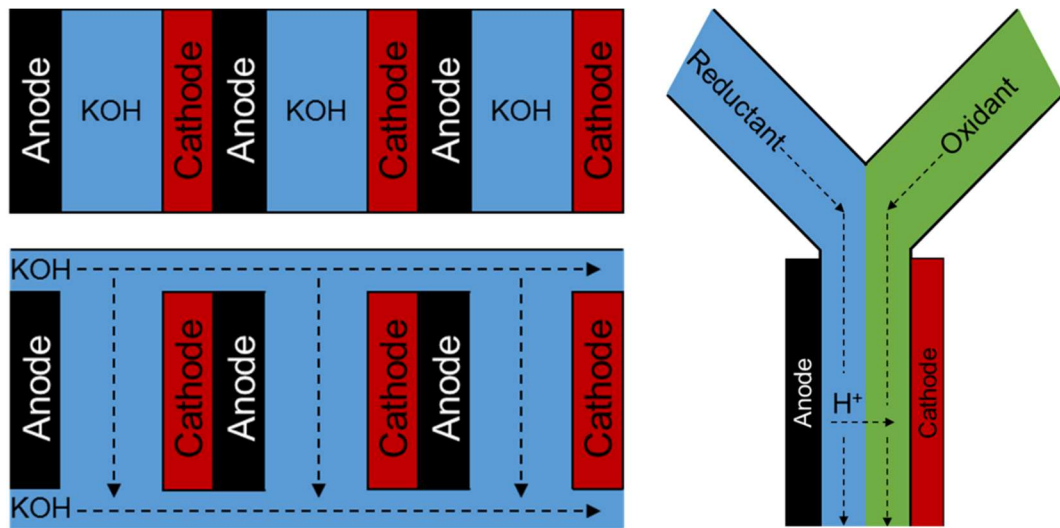 Anode
KOH
Cathode
Anode
KOH
Cathode
Anode
KOH
Cathode
KOH
Anode
Cathode
Anode
Cathode
Anode
Cathode
KOH
Reductant
Oxidant
Anode
H⁺
Cathode